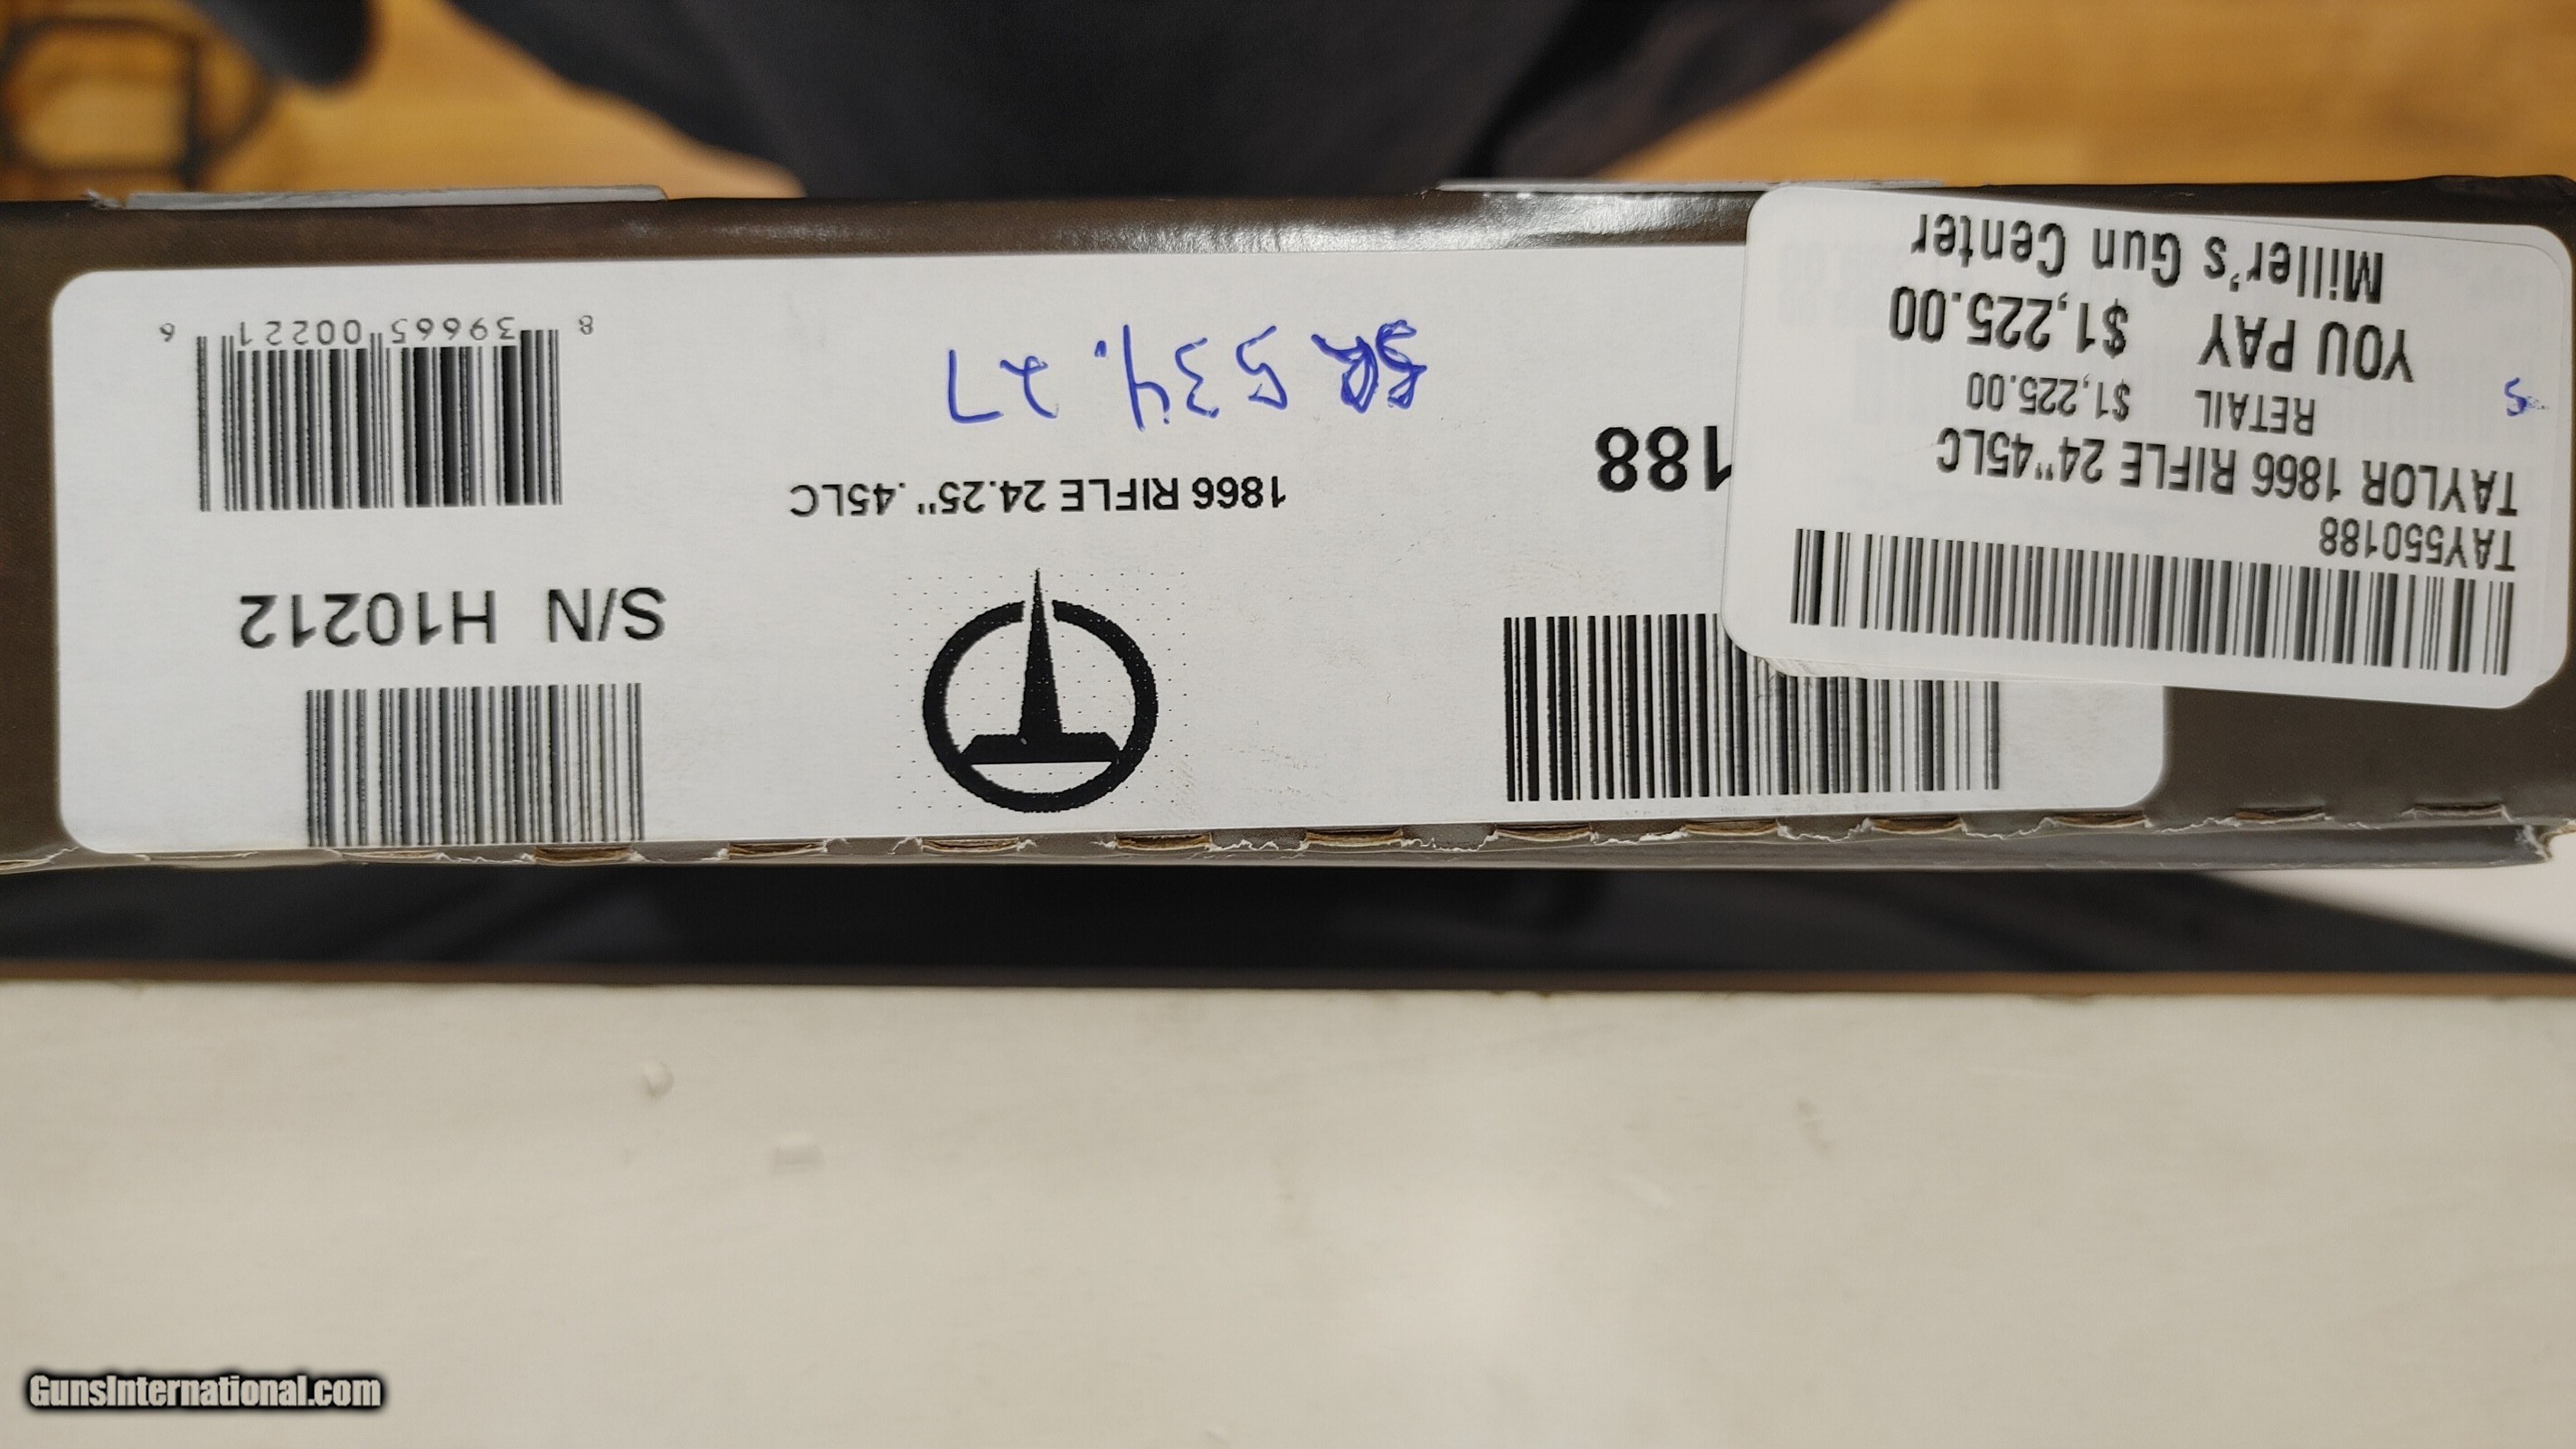 Miller's Gun Center
YOU PAY $1,225.00
RETAIL $1,225.00
TAYLOR 1866 RIFLE 24"45LC
TAY550188
188
1866 RIFLE 24.25" .45LC
534.27
S/N H10212
8 39665 00221 6
GunsInternational.com